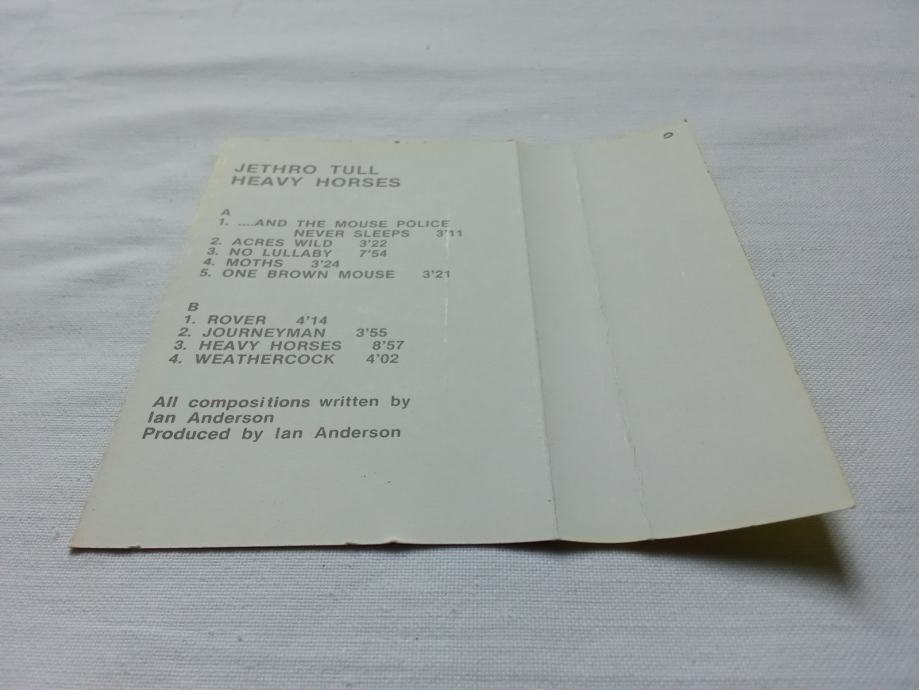 JETHRO TULL
HEAVY HORSES
A
1. ....AND THE MOUSE POLICE
NEVER SLEEPS 3'11
2. ACRES WILD 3'22
3. NO LULLABY 7'54
4. MOTHS 3'24
5. ONE BROWN MOUSE 3'21
B
1. ROVER 4'14
2. JOURNEYMAN 3'55
3. HEAVY HORSES 8'57
4. WEATHERCOCK 4'02
All compositions written by
Ian Anderson
Produced by Ian Anderson